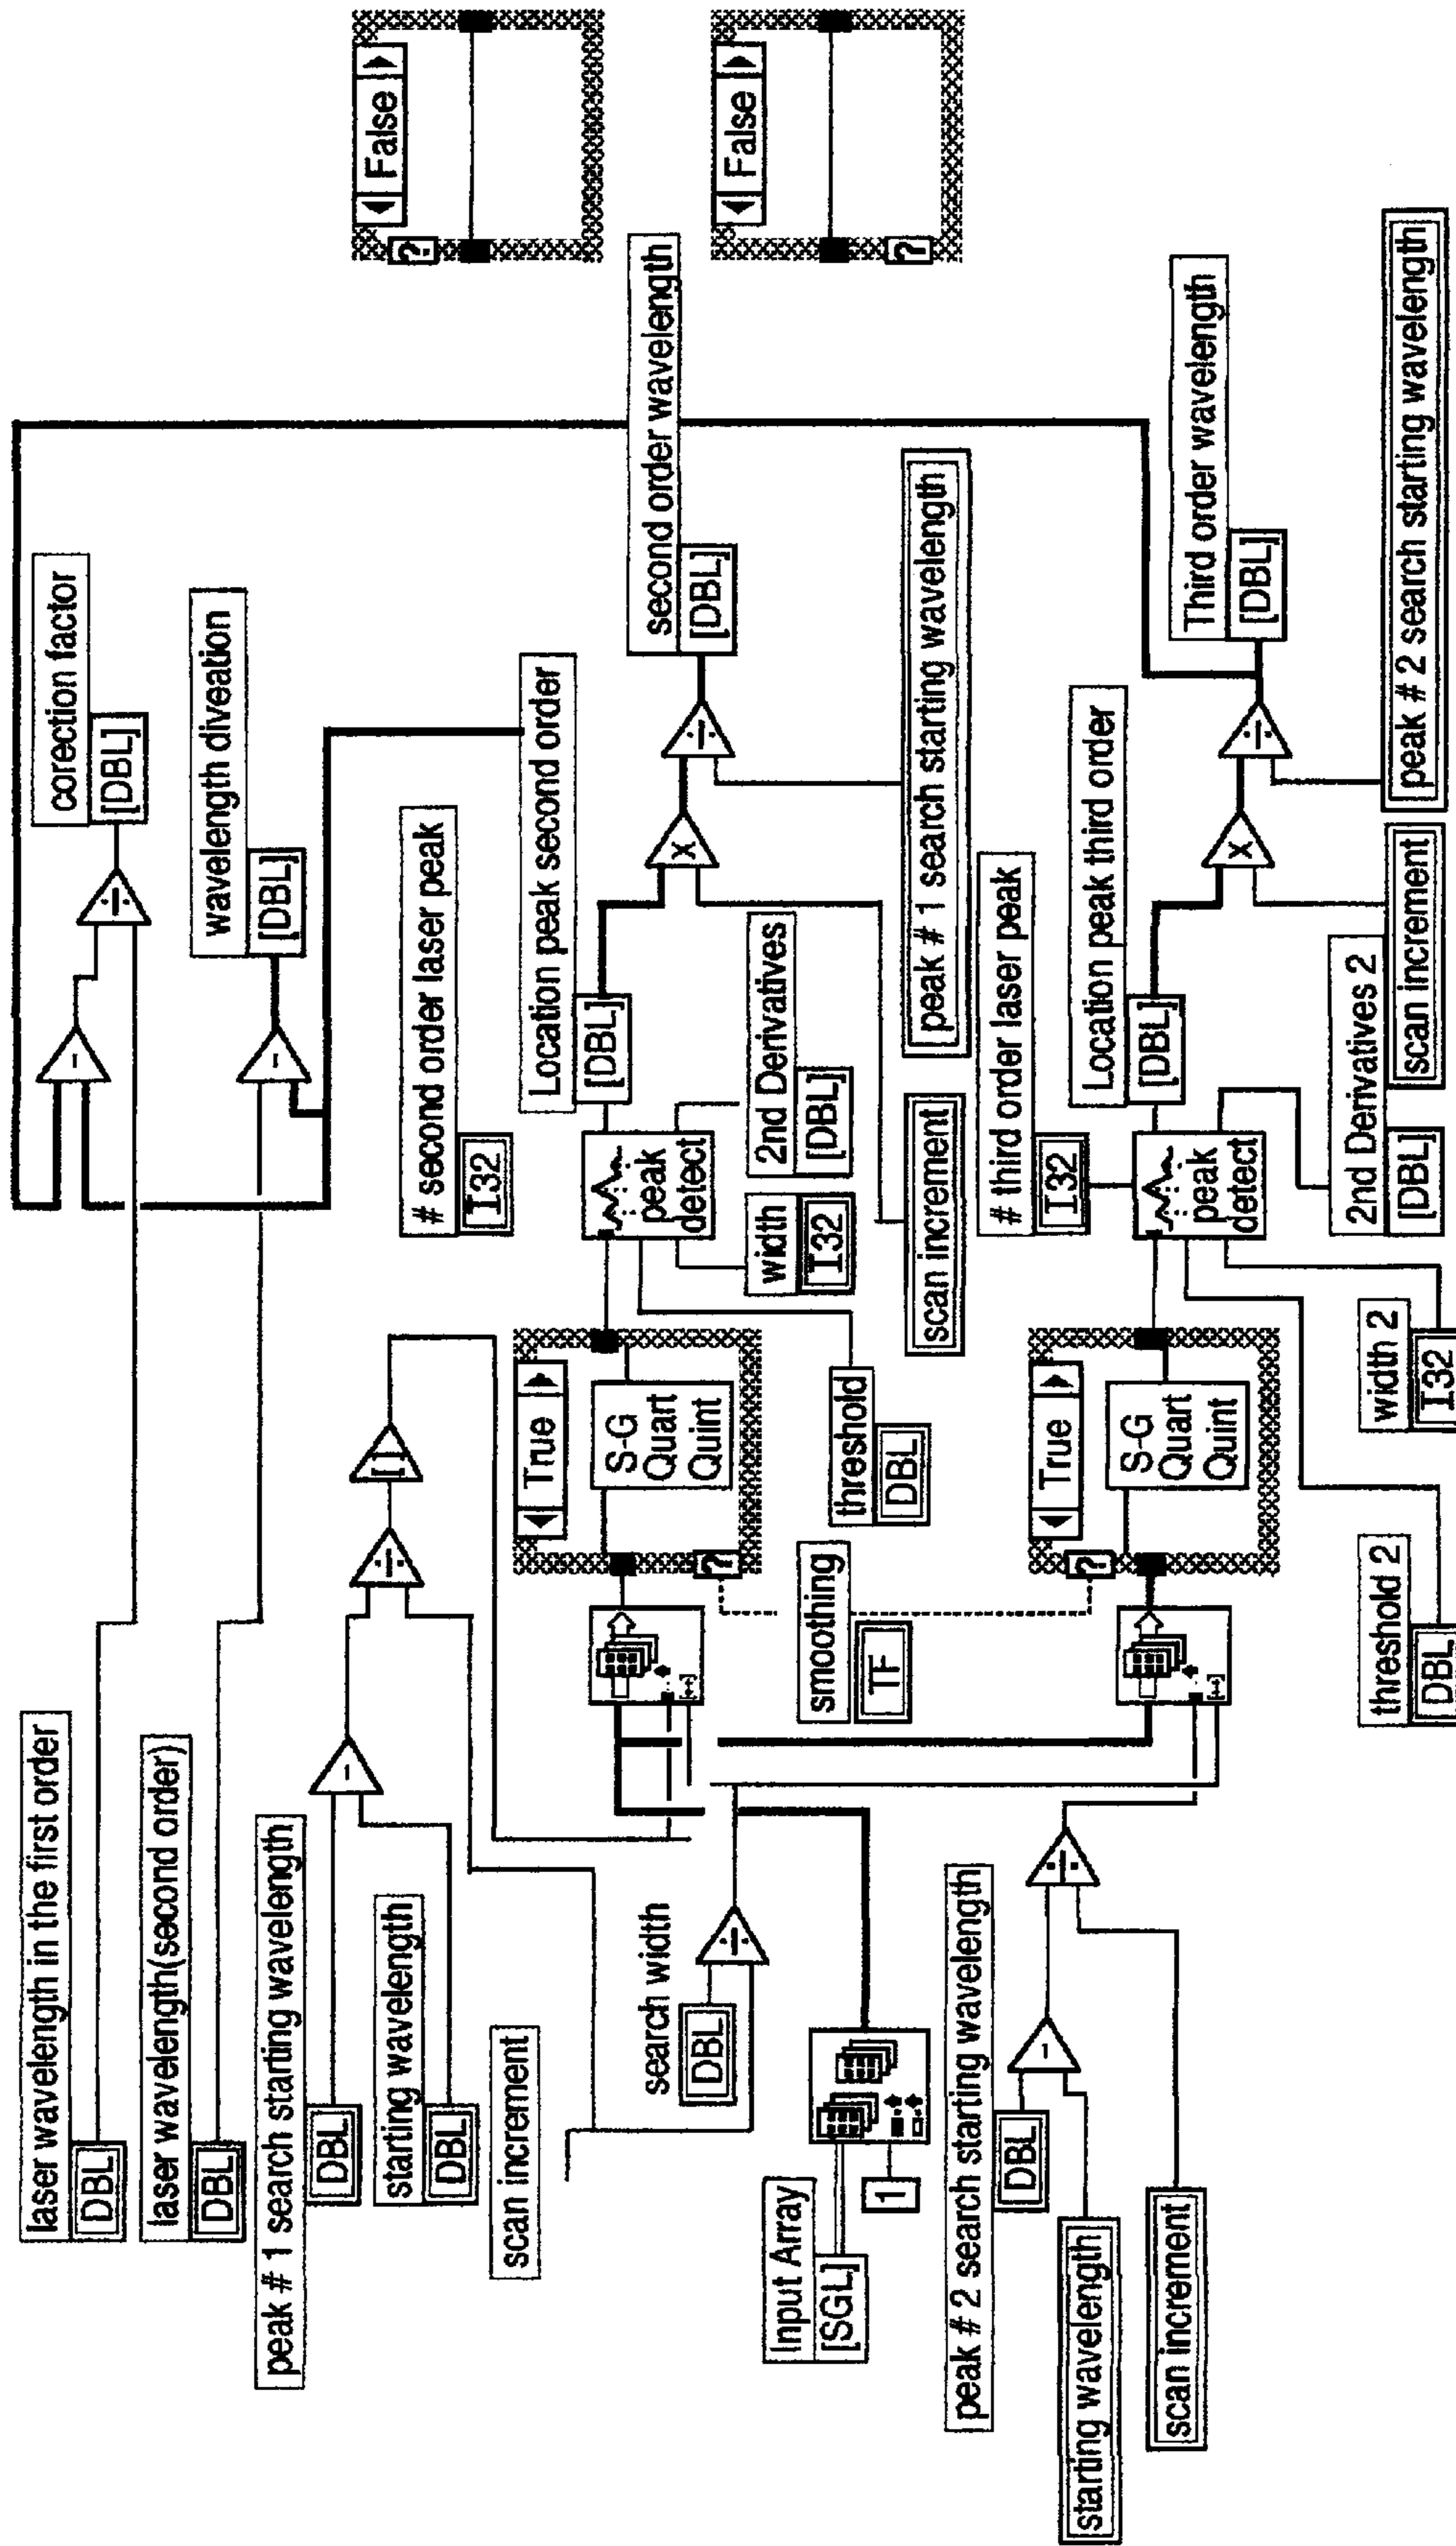 laser wavelength in the first order
DBL
laser wavelength(second order)
DBL
peak # 1 search starting wavelength
DBL
starting wavelength
DBL
scan increment
search width
DBL
Input Array
[SGL]
1
peak # 2 search starting wavelength
DBL
starting wavelength
scan increment
corection factor
[DBL]
wavelength diveation
[DBL]
True
S-G
Quart
Quint
smoothing
TF
threshold
DBL
True
S-G
Quart
Quint
threshold 2
DBL
# second order laser peak
I32
Location peak second order
[DBL]
peak
detect
2nd Derivatives
[DBL]
width
I32
scan increment
peak # 1 search starting wavelength
second order wavelength
[DBL]
# third order laser peak
I32
Location peak third order
[DBL]
peak
detect
2nd Derivatives 2
[DBL]
width 2
I32
scan increment
peak # 2 search starting wavelength
Third order wavelength
[DBL]
False
False